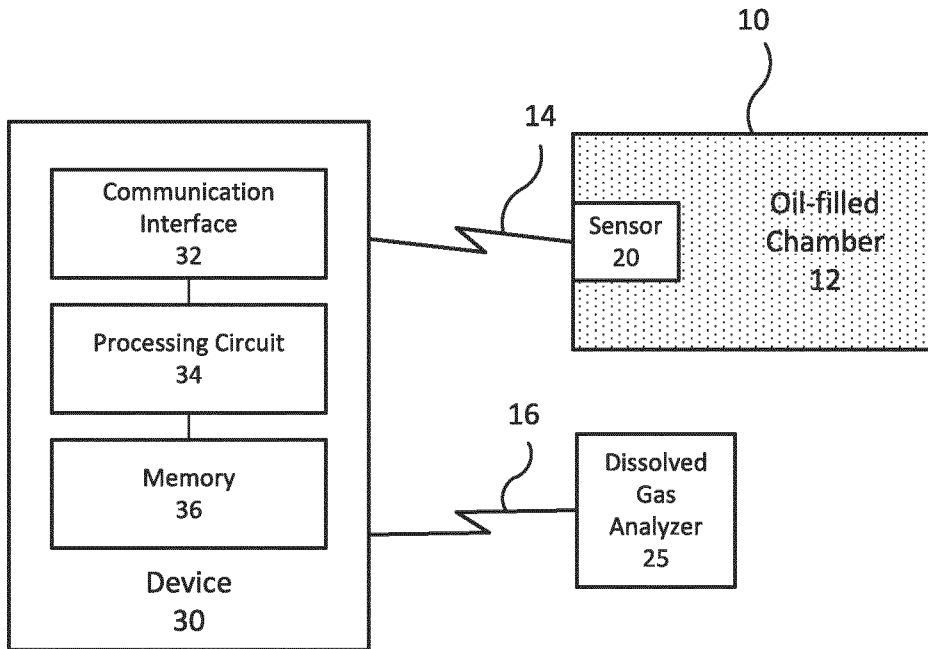 10
14
Communication
Interface
32
Processing Circuit
34
Memory
36
Device
30
Sensor
20
Oil-filled
Chamber
12
16
Dissolved
Gas
Analyzer
25